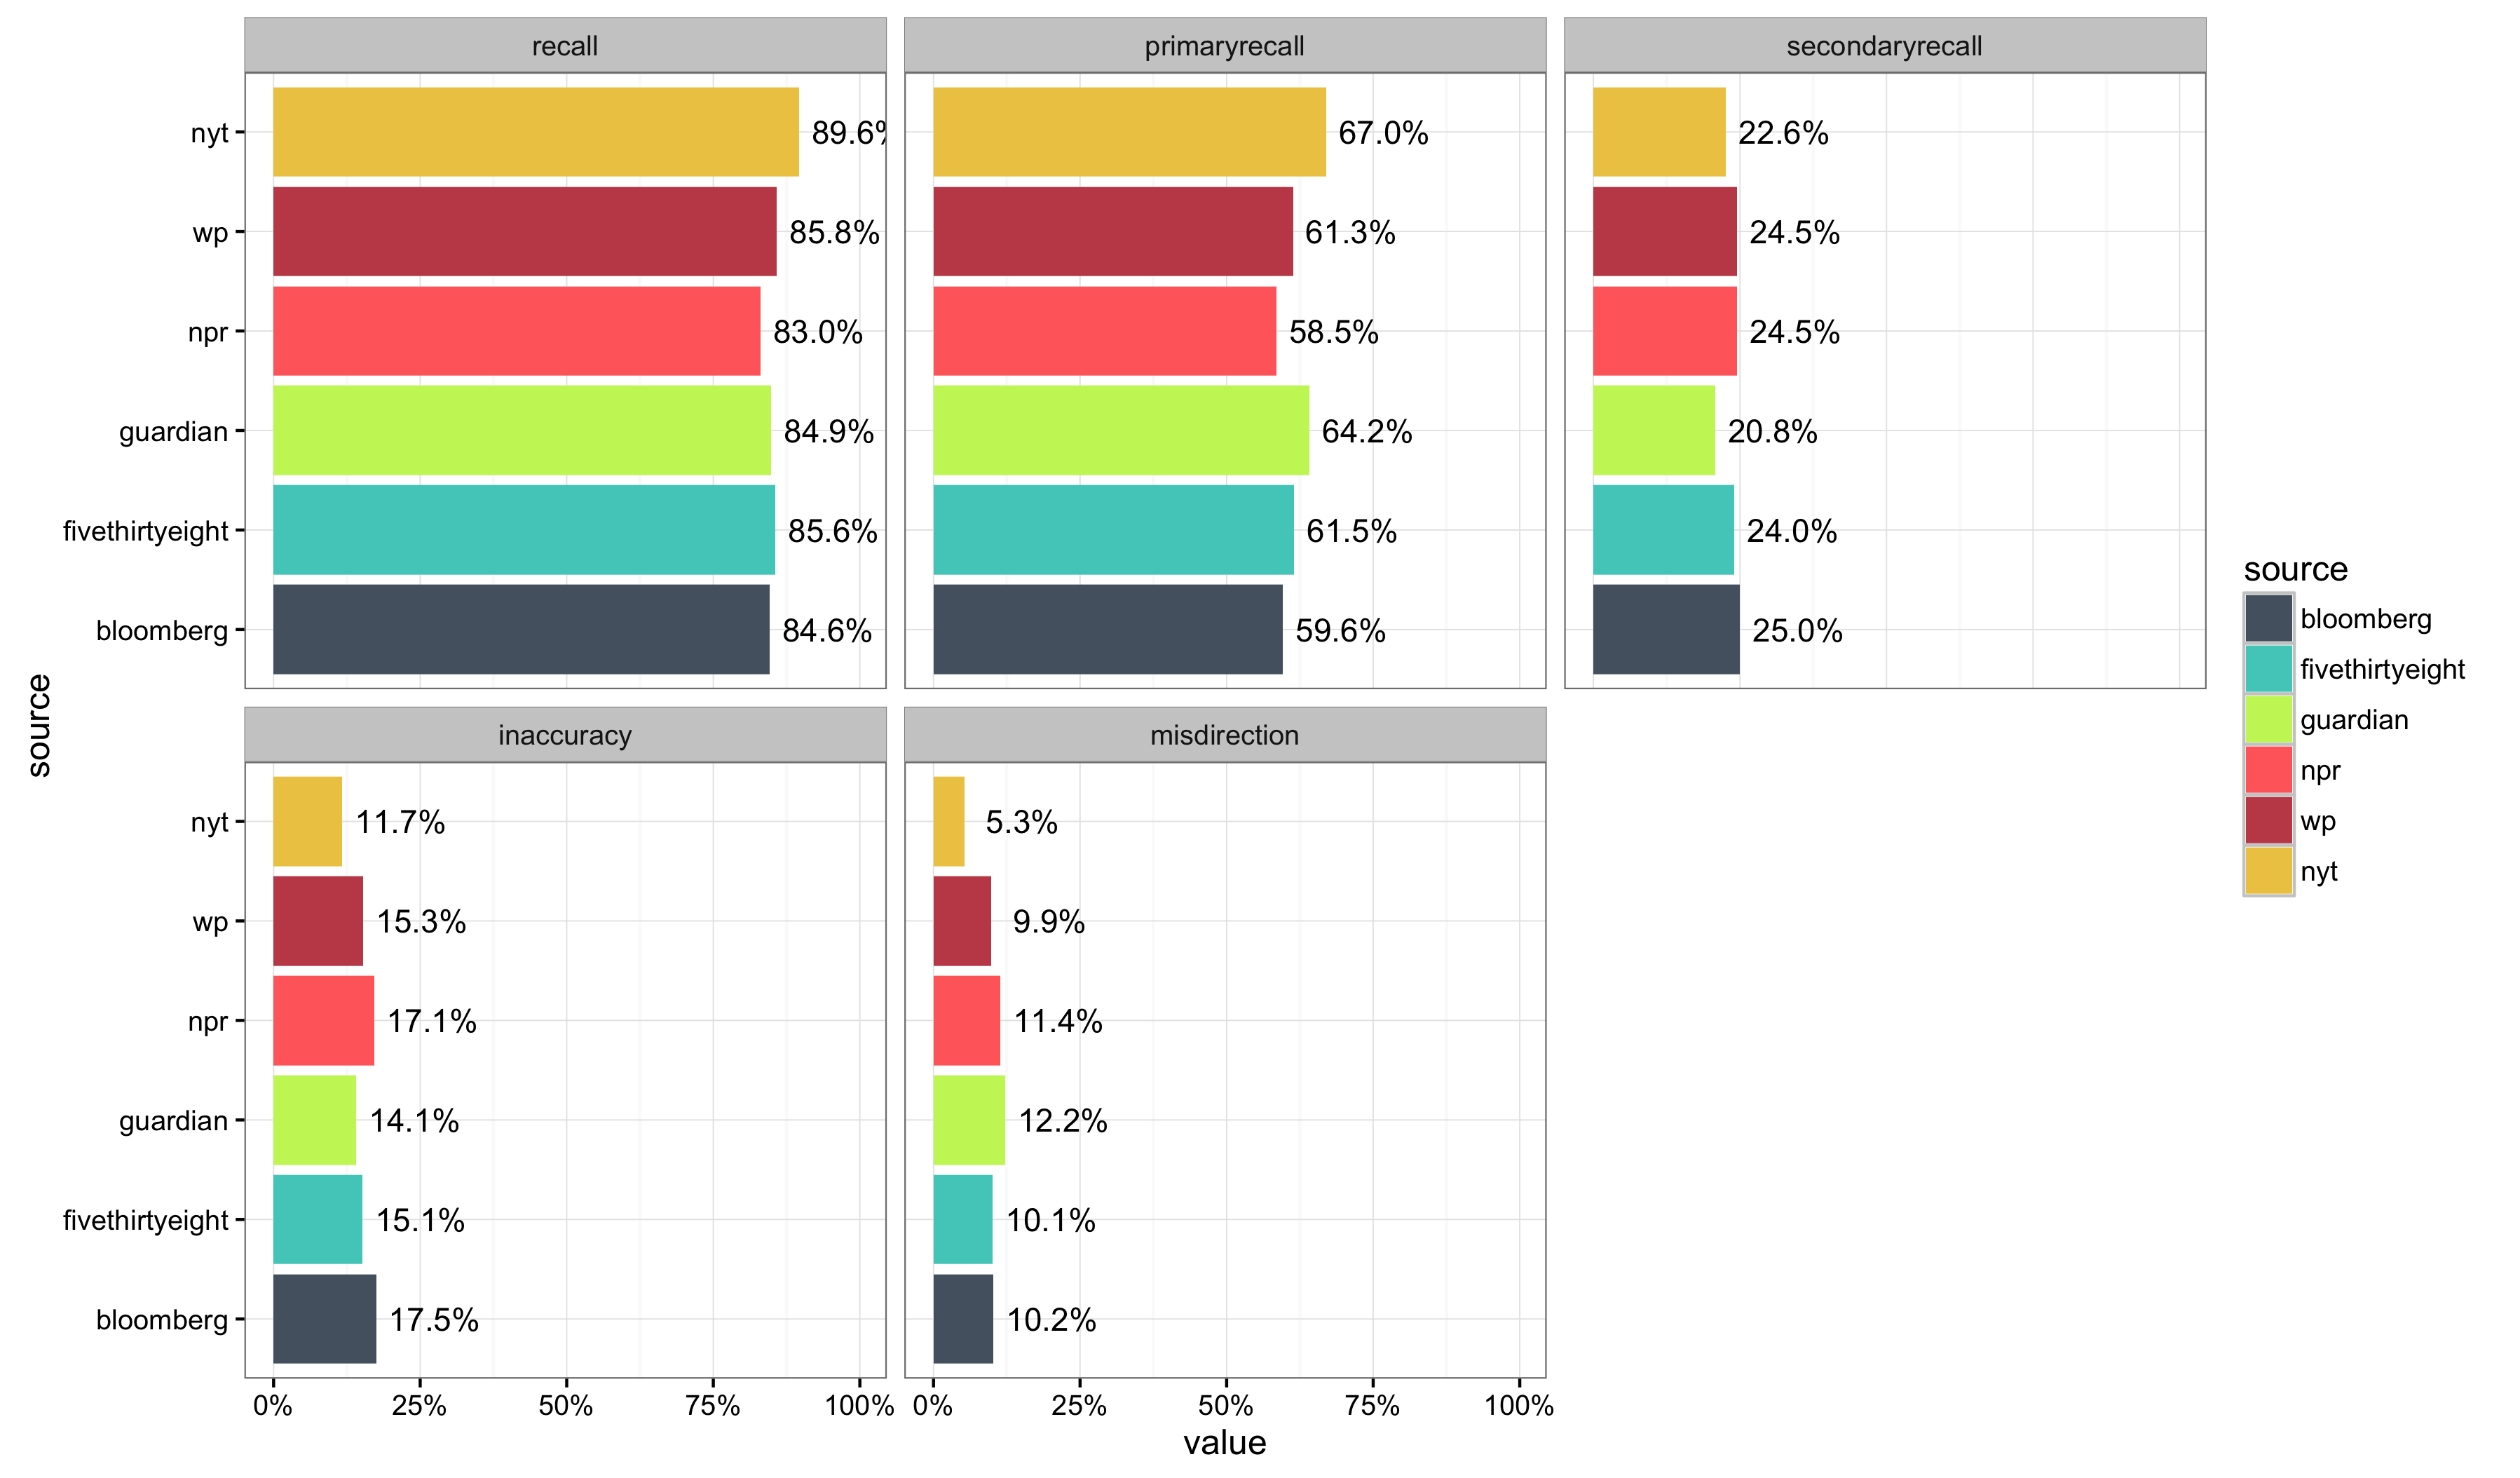 recall
primaryrecall
secondaryrecall
nyt
89.6%
67.0%
22.6%
wp
85.8%
61.3%
24.5%
npr
83.0%
58.5%
24.5%
guardian
84.9%
64.2%
20.8%
fivethirtyeight
85.6%
61.5%
24.0%
bloomberg
84.6%
59.6%
25.0%
source
inaccuracy
misdirection
nyt
11.7%
5.3%
wp
15.3%
9.9%
npr
17.1%
11.4%
guardian
14.1%
12.2%
fivethirtyeight
15.1%
10.1%
bloomberg
17.5%
10.2%
0%
25%
50%
75%
100%
0%
25%
50%
75%
100%
value
source
bloomberg
fivethirtyeight
guardian
npr
wp
nyt